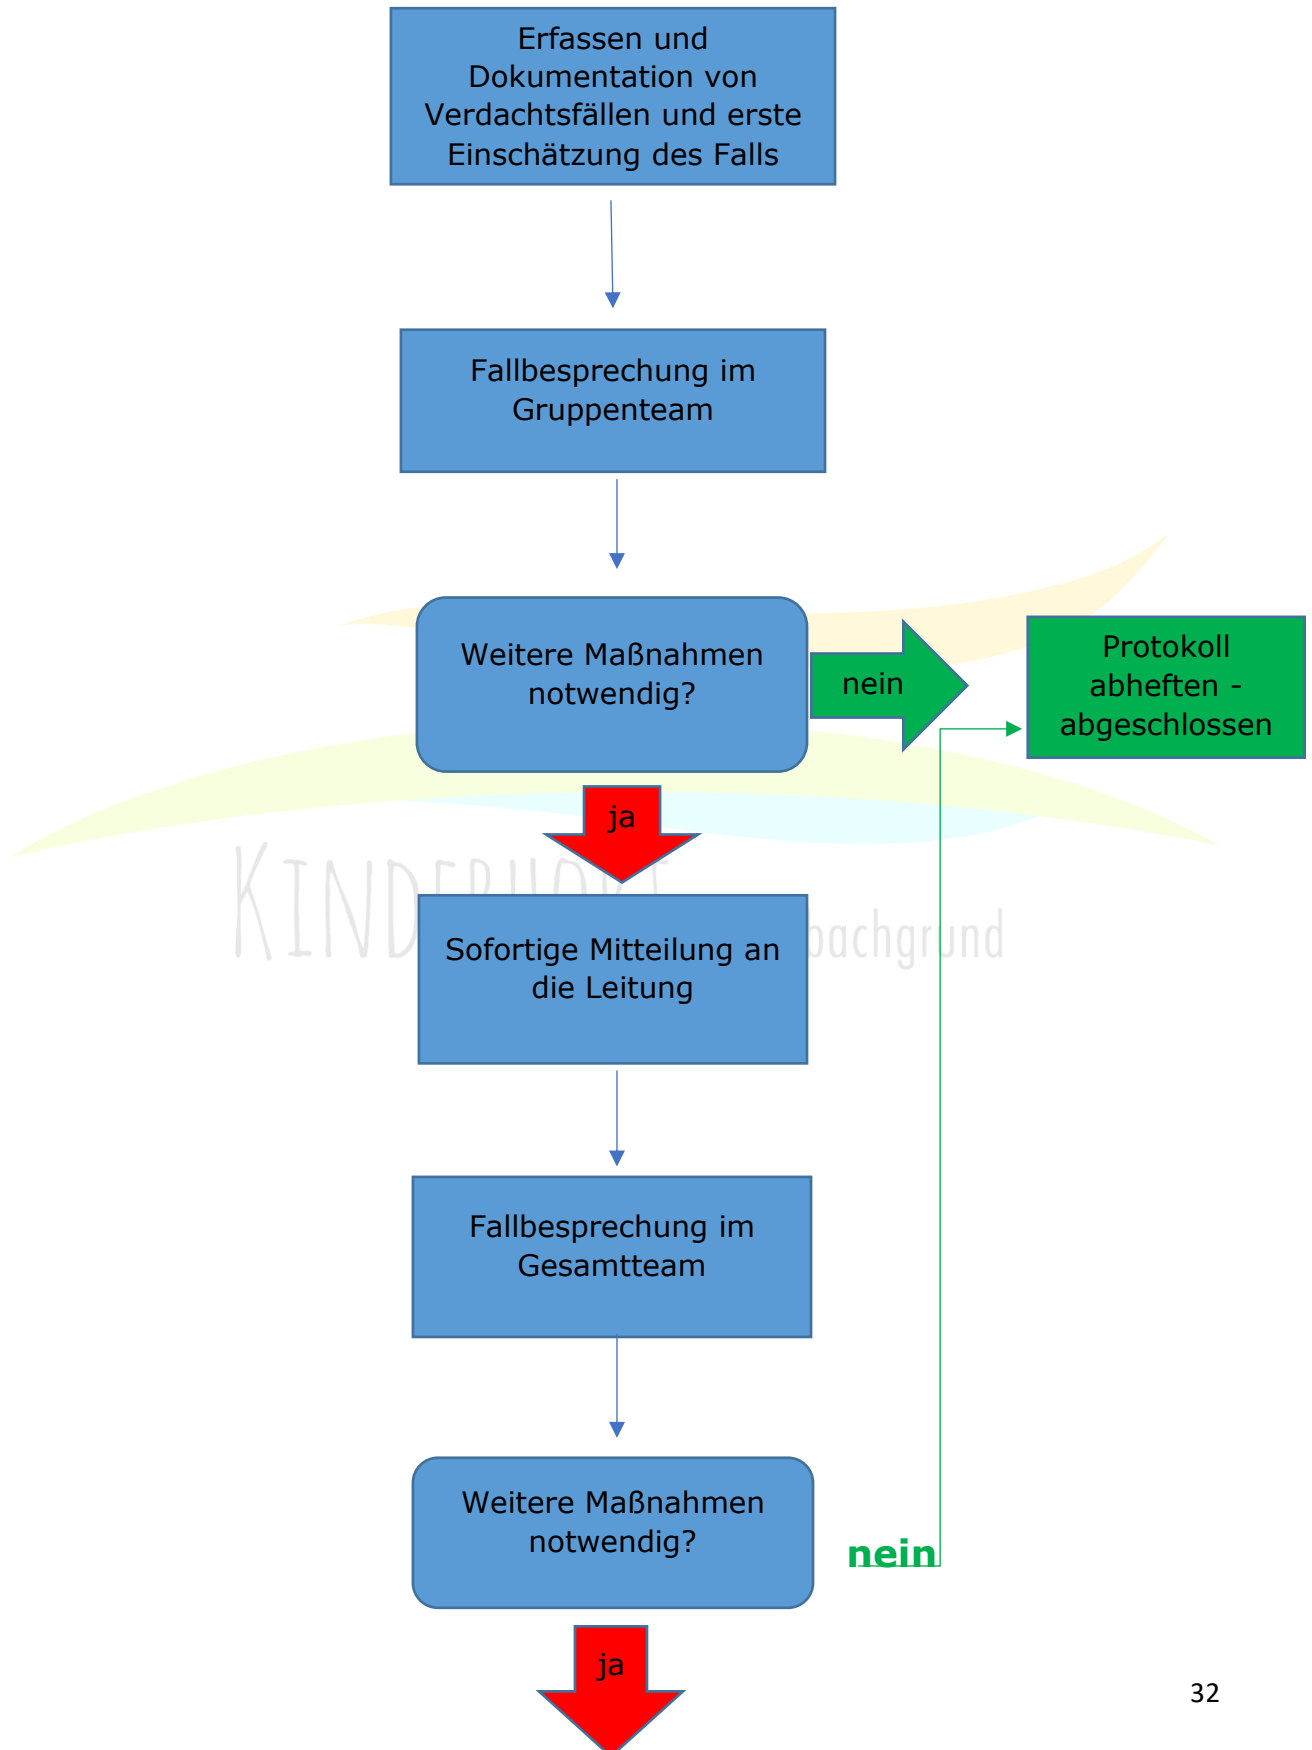 Erfassen und
Dokumentation von
Verdachtsfällen und erste
Einschätzung des Falls
Fallbesprechung im
Gruppenteam
Weitere Maßnahmen
notwendig?
nein
Protokoll
abheften -
abgeschlossen
ja
Sofortige Mitteilung an
die Leitung
Fallbesprechung im
Gesamtteam
Weitere Maßnahmen
notwendig?
nein
ja
32